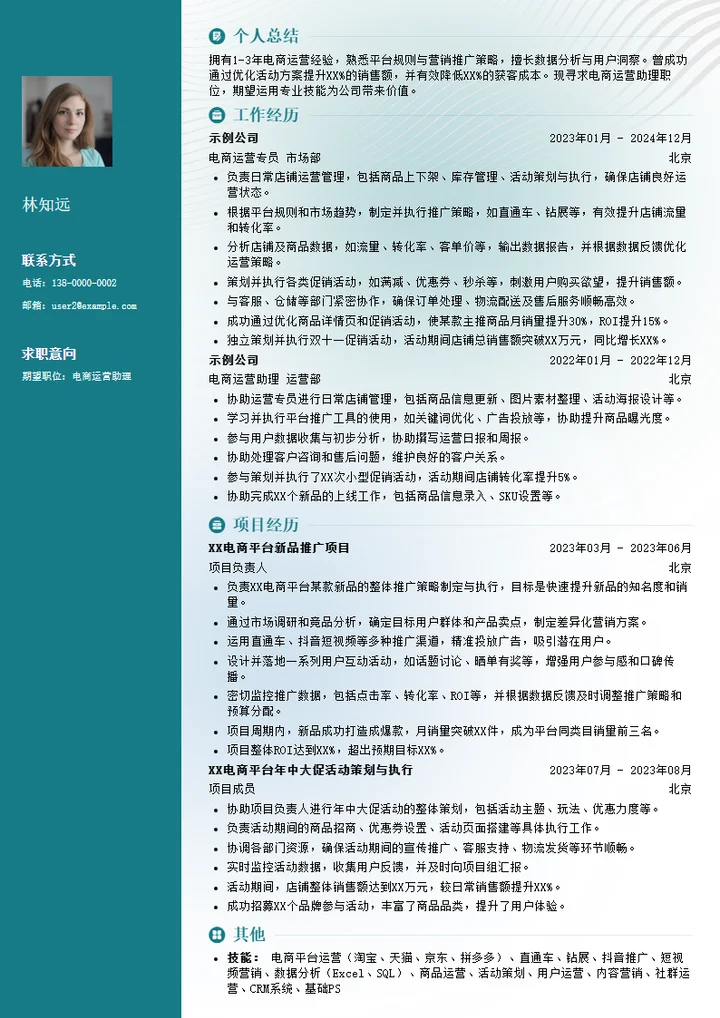 林知远
联系方式
电话：138-0000-0002
邮箱：user2@example.com
求职意向
期望职位：电商运营助理
个人总结
拥有1-3年电商运营经验，熟悉平台规则与营销推广策略，擅长数据分析与用户洞察。曾成功
通过优化活动方案提升XX%的销售额，并有效降低XX%的获客成本。现寻求电商运营助理职
位，期望运用专业技能为公司带来价值。
工作经历
示例公司 2023年01月 - 2024年12月
电商运营专员 市场部 北京
• 负责日常店铺运营管理，包括商品上下架、库存管理、活动策划与执行，确保店铺良好运
营状态。
• 根据平台规则和市场趋势，制定并执行推广策略，如直通车、钻展等，有效提升店铺流量
和转化率。
• 分析店铺及商品数据，如流量、转化率、客单价等，输出数据报告，并根据数据反馈优化
运营策略。
• 策划并执行各类促销活动，如满减、优惠券、秒杀等，刺激用户购买欲望，提升销售额。
• 与客服、仓储等部门紧密协作，确保订单处理、物流配送及售后服务顺畅高效。
• 成功通过优化商品详情页和促销活动，使某款主推商品月销量提升30%，ROI提升15%。
• 独立策划并执行双十一促销活动，活动期间店铺总销售额突破XX万元，同比增长XX%。
示例公司 2022年01月 - 2022年12月
电商运营助理 运营部 北京
• 协助运营专员进行日常店铺管理，包括商品信息更新、图片素材整理、活动海报设计等。
• 学习并执行平台推广工具的使用，如关键词优化、广告投放等，协助提升商品曝光度。
• 参与用户数据收集与初步分析，协助撰写运营日报和周报。
• 协助处理客户咨询和售后问题，维护良好的客户关系。
• 参与策划并执行了XX次小型促销活动，活动期间店铺转化率提升5%。
• 协助完成XX个新品的上线工作，包括商品信息录入、SKU设置等。
项目经历
XX电商平台新品推广项目 2023年03月 - 2023年06月
项目负责人 北京
• 负责XX电商平台某款新品的整体推广策略制定与执行，目标是快速提升新品的知名度和销
量。
• 通过市场调研和竞品分析，确定目标用户群体和产品卖点，制定差异化营销方案。
• 运用直通车、抖音短视频等多种推广渠道，精准投放广告，吸引潜在用户。
• 设计并落地一系列用户互动活动，如话题讨论、晒单有奖等，增强用户参与感和口碑传
播。
• 密切监控推广数据，包括点击率、转化率、ROI等，并根据数据反馈及时调整推广策略和
预算分配。
• 项目周期内，新品成功打造成爆款，月销量突破XX件，成为平台同类目销量前三名。
• 项目整体ROI达到XX%，超出预期目标XX%。
XX电商平台年中大促活动策划与执行 2023年07月 - 2023年08月
项目成员 北京
• 协助项目负责人进行年中大促活动的整体策划，包括活动主题、玩法、优惠力度等。
• 负责活动期间的商品招商、优惠券设置、活动页面搭建等具体执行工作。
• 协调各部门资源，确保活动期间的宣传推广、客服支持、物流发货等环节顺畅。
• 实时监控活动数据，收集用户反馈，并及时向项目组汇报。
• 活动期间，店铺整体销售额达到XX万元，较日常销售额提升XX%。
• 成功招募XX个品牌参与活动，丰富了商品品类，提升了用户体验。
其他
• 技能： 电商平台运营（淘宝、天猫、京东、拼多多）、直通车、钻展、抖音推广、短视
频营销、数据分析（Excel、SQL）、商品运营、活动策划、用户运营、内容营销、社群运
营、CRM系统、基础PS